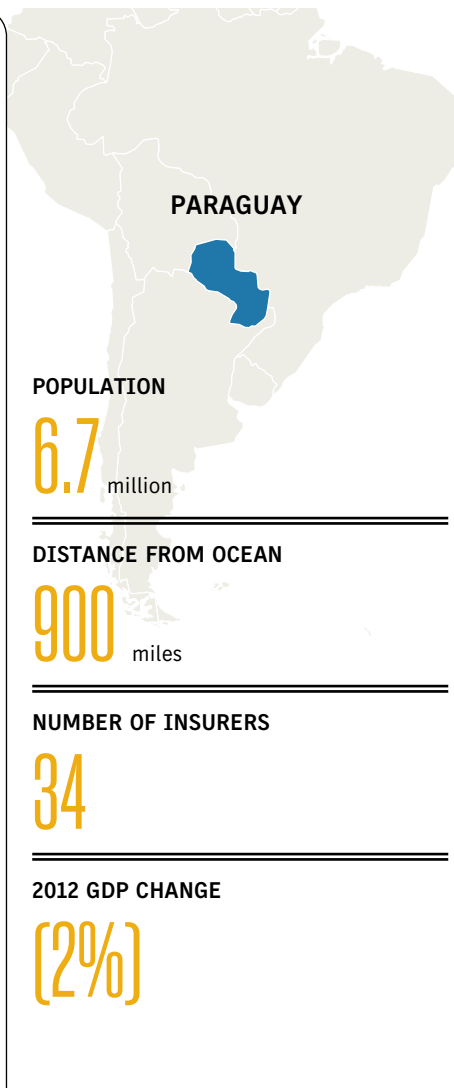 PARAGUAY
POPULATION
6.7 million
DISTANCE FROM OCEAN
900 miles
NUMBER OF INSURERS
34
2012 GDP CHANGE
(2%)